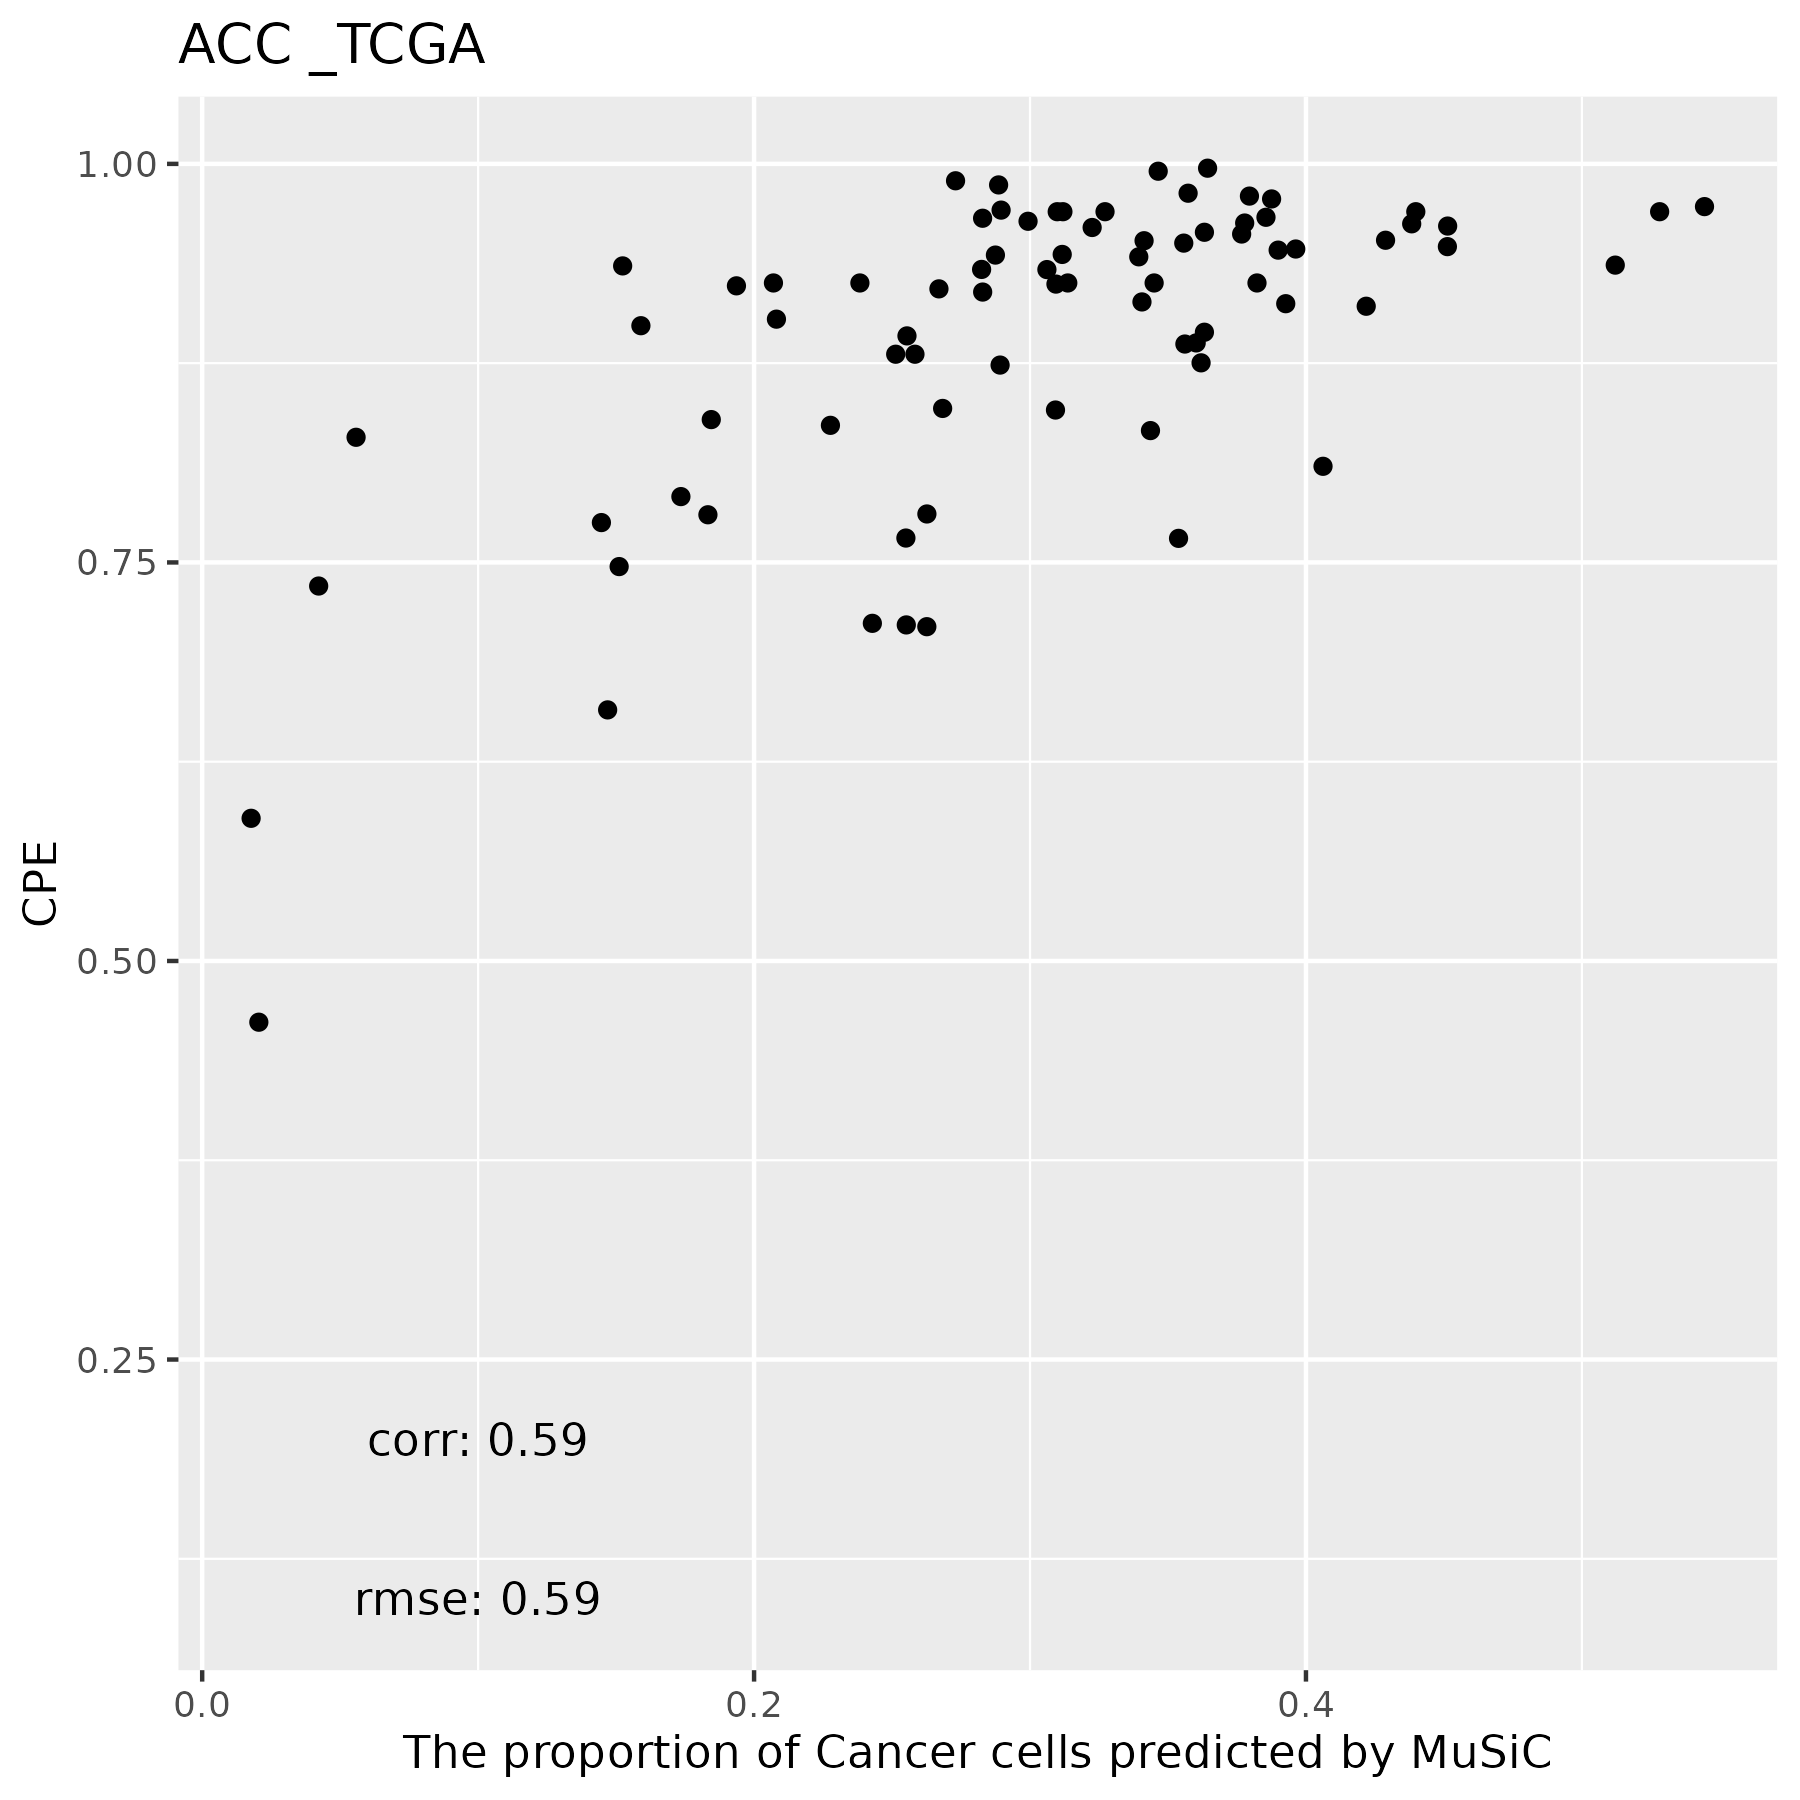 ACC _TCGA
1.00
0.75
0.50
0.25
CPE
corr: 0.59
rmse: 0.59
0.0 0.2 0.4
The proportion of Cancer cells predicted by MuSiC